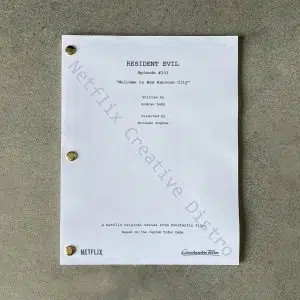 RESIDENT EVIL
Episode #101
"Welcome to New Raccoon City"
Written by
Andrew Dabb
Directed by
Bronwen Hughes
A Netflix Original Series from Constantin Film
Based on the Capcom Video Game
NETFLIX
Constantin Film
Netflix Creative Distro